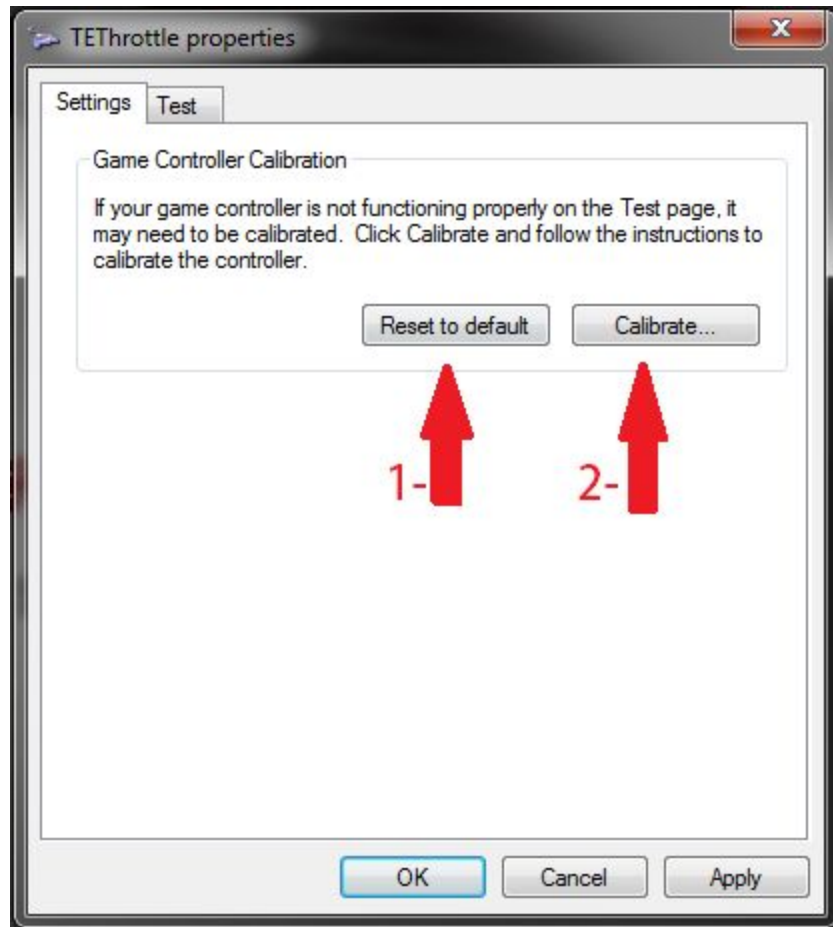 TEThrottle properties
Settings Test
Game Controller Calibration
If your game controller is not functioning properly on the Test page, it
may need to be calibrated. Click Calibrate and follow the instructions to
calibrate the controller.
Reset to default Calibrate...
1- 2-
OK Cancel Apply